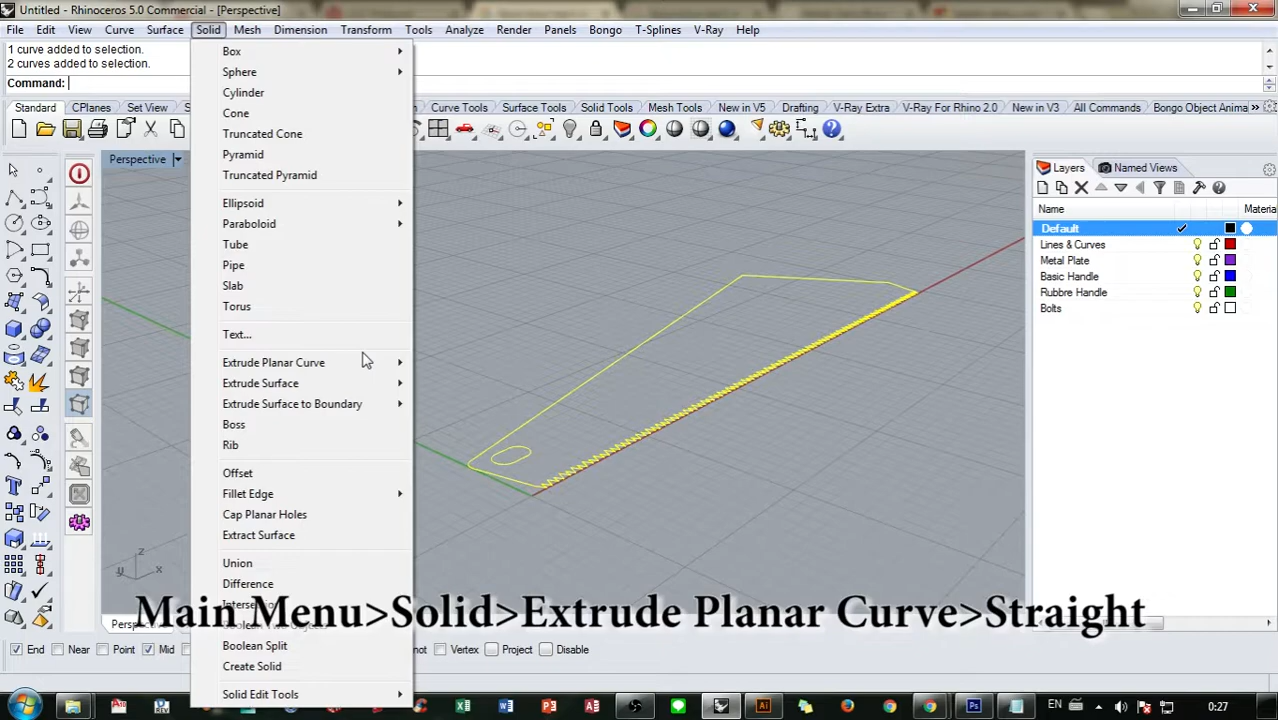 Untitled - Rhinoceros 5.0 Commercial - [Perspective]
File Edit View Curve Surface Solid Mesh Dimension Transform Tools Analyze Render Panels Bongo T-Splines V-Ray Help
1 curve added to selection.
2 curves added to selection.
Command:
Standard CPlanes Set View Curve Tools Surface Tools Solid Tools Mesh Tools New in V5 Drafting V-Ray Extra V-Ray For Rhino 2.0 New in V3 All Commands Bongo Object Anima
Perspective
Box
Sphere
Cylinder
Cone
Truncated Cone
Pyramid
Truncated Pyramid
Ellipsoid
Paraboloid
Tube
Pipe
Slab
Torus
Text...
Extrude Planar Curve
Extrude Surface
Extrude Surface to Boundary
Boss
Rib
Offset
Fillet Edge
Cap Planar Holes
Extract Surface
Union
Difference
Boolean Split
Create Solid
Solid Edit Tools
Layers Named Views
Name Material
Default
Lines & Curves
Metal Plate
Basic Handle
Rubbre Handle
Bolts
z
y x
Main Menu>Solid>Extrude Planar Curve>Straight
End Near Point Mid Vertex Project Disable
EN 0:27